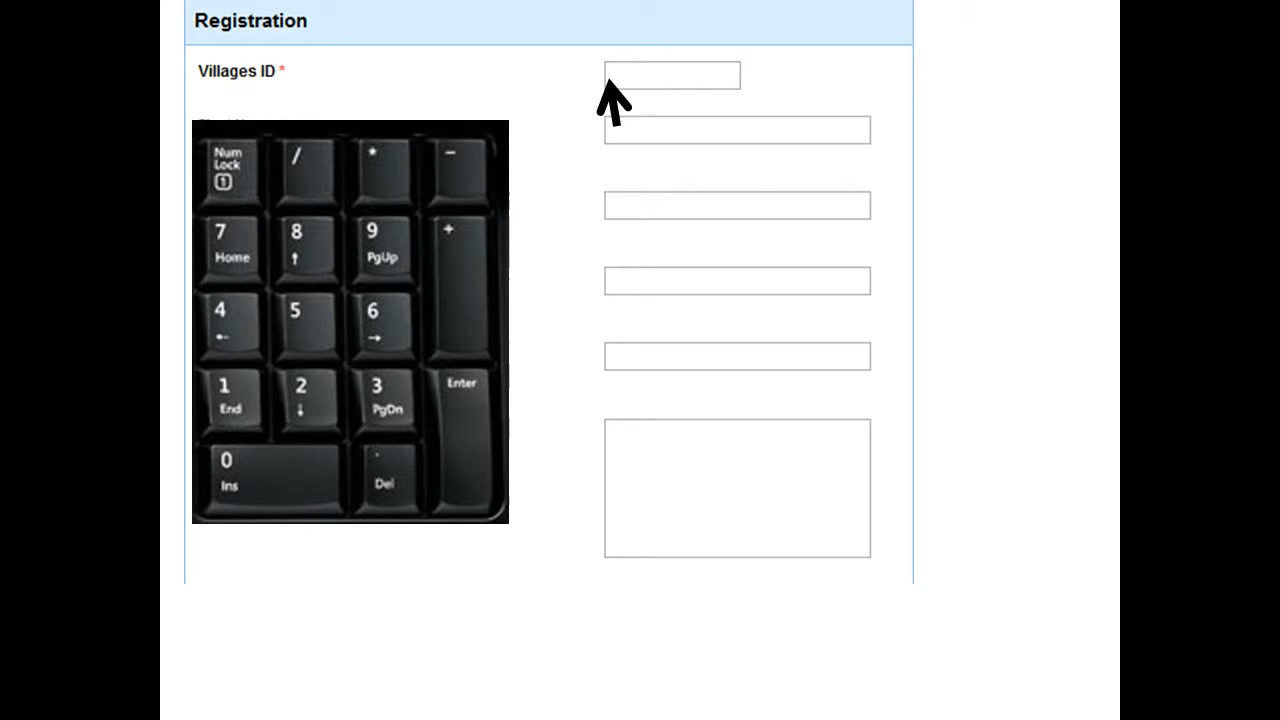 Registration
Villages ID *
Num Lock 1 / * -
7 Home 8 ↑ 9 PgUp +
4 ← 5 6 →
1 End 2 ↓ 3 PgDn Enter
0 Ins . Del